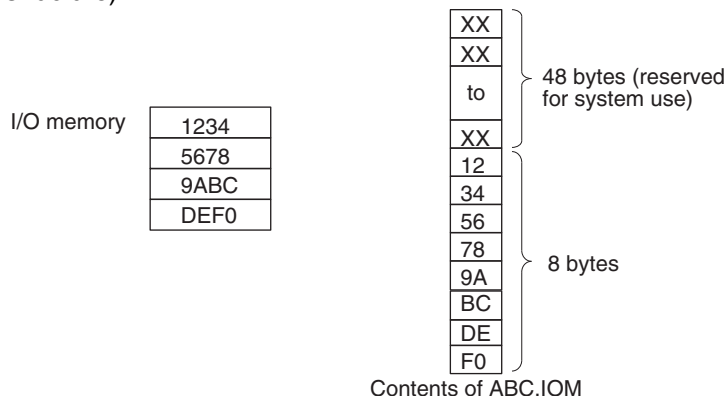 I/O memory
1234
5678
9ABC
DEF0
XX
XX
to
XX
48 bytes (reserved
for system use)
12
34
56
78
9A
BC
DE
F0
8 bytes
Contents of ABC.IOM